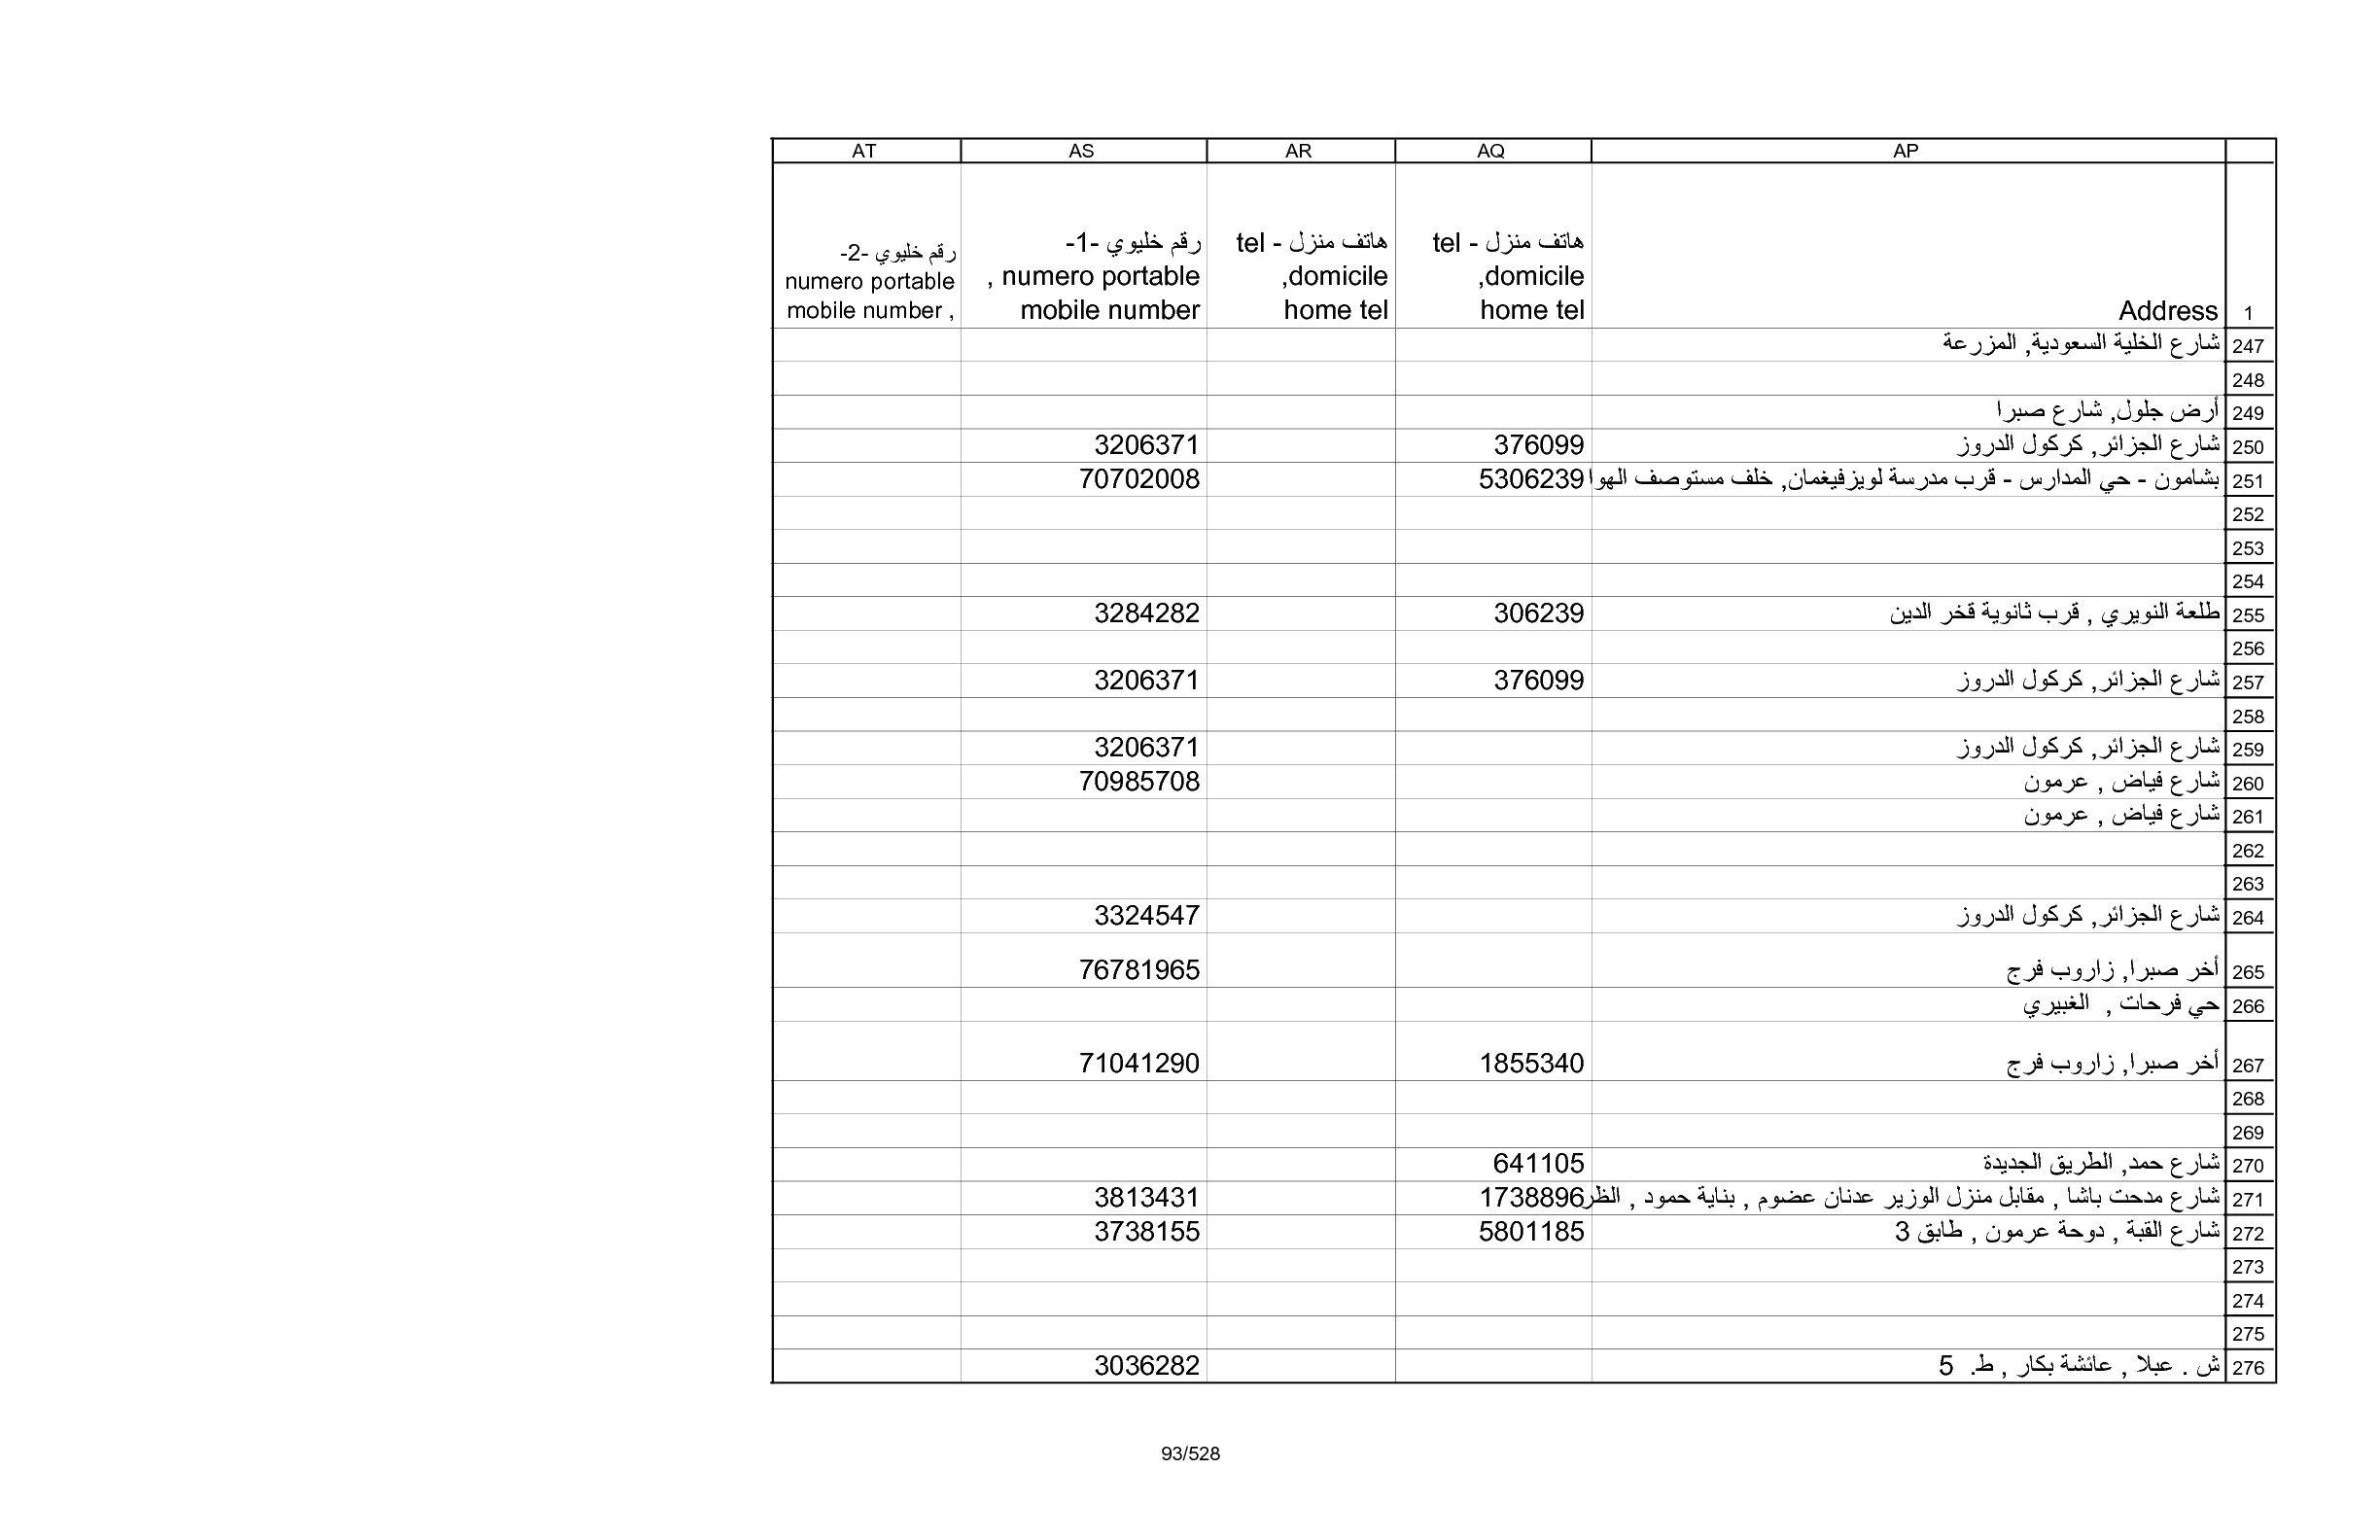 AP AQ AR AS AT
1 Address هاتف منزل - tel domicile, home tel هاتف منزل - tel domicile, home tel رقم خليوي -1- numero portable , mobile number رقم خليوي -2- numero portable mobile number ,
247 شارع الخلية السعودية, المزرعة
248
249 أرض جلول, شارع صبرا
250 شارع الجزائر, كركول الدروز 376099 3206371
251 بشامون - حي المدارس - قرب مدرسة لويزفيغمان, خلف مستوصف الهوا 5306239 70702008
252
253
254
255 طلعة النويري , قرب ثانوية قخر الدين 306239 3284282
256
257 شارع الجزائر, كركول الدروز 376099 3206371
258
259 شارع الجزائر, كركول الدروز 3206371
260 شارع فياض , عرمون 70985708
261 شارع فياض , عرمون
262
263
264 شارع الجزائر, كركول الدروز 3324547
265 أخر صبرا, زاروب فرج 76781965
266 حي فرحات , الغبيري
267 أخر صبرا, زاروب فرج 1855340 71041290
268
269
270 شارع حمد, الطريق الجديدة 641105
271 شارع مدحت باشا , مقابل منزل الوزير عدنان عضوم , بناية حمود , الظر 1738896 3813431
272 شارع القبة , دوحة عرمون , طابق 3 5801185 3738155
273
274
275
276 ش . عبلا , عائشة بكار , ط. 5 3036282
93/528